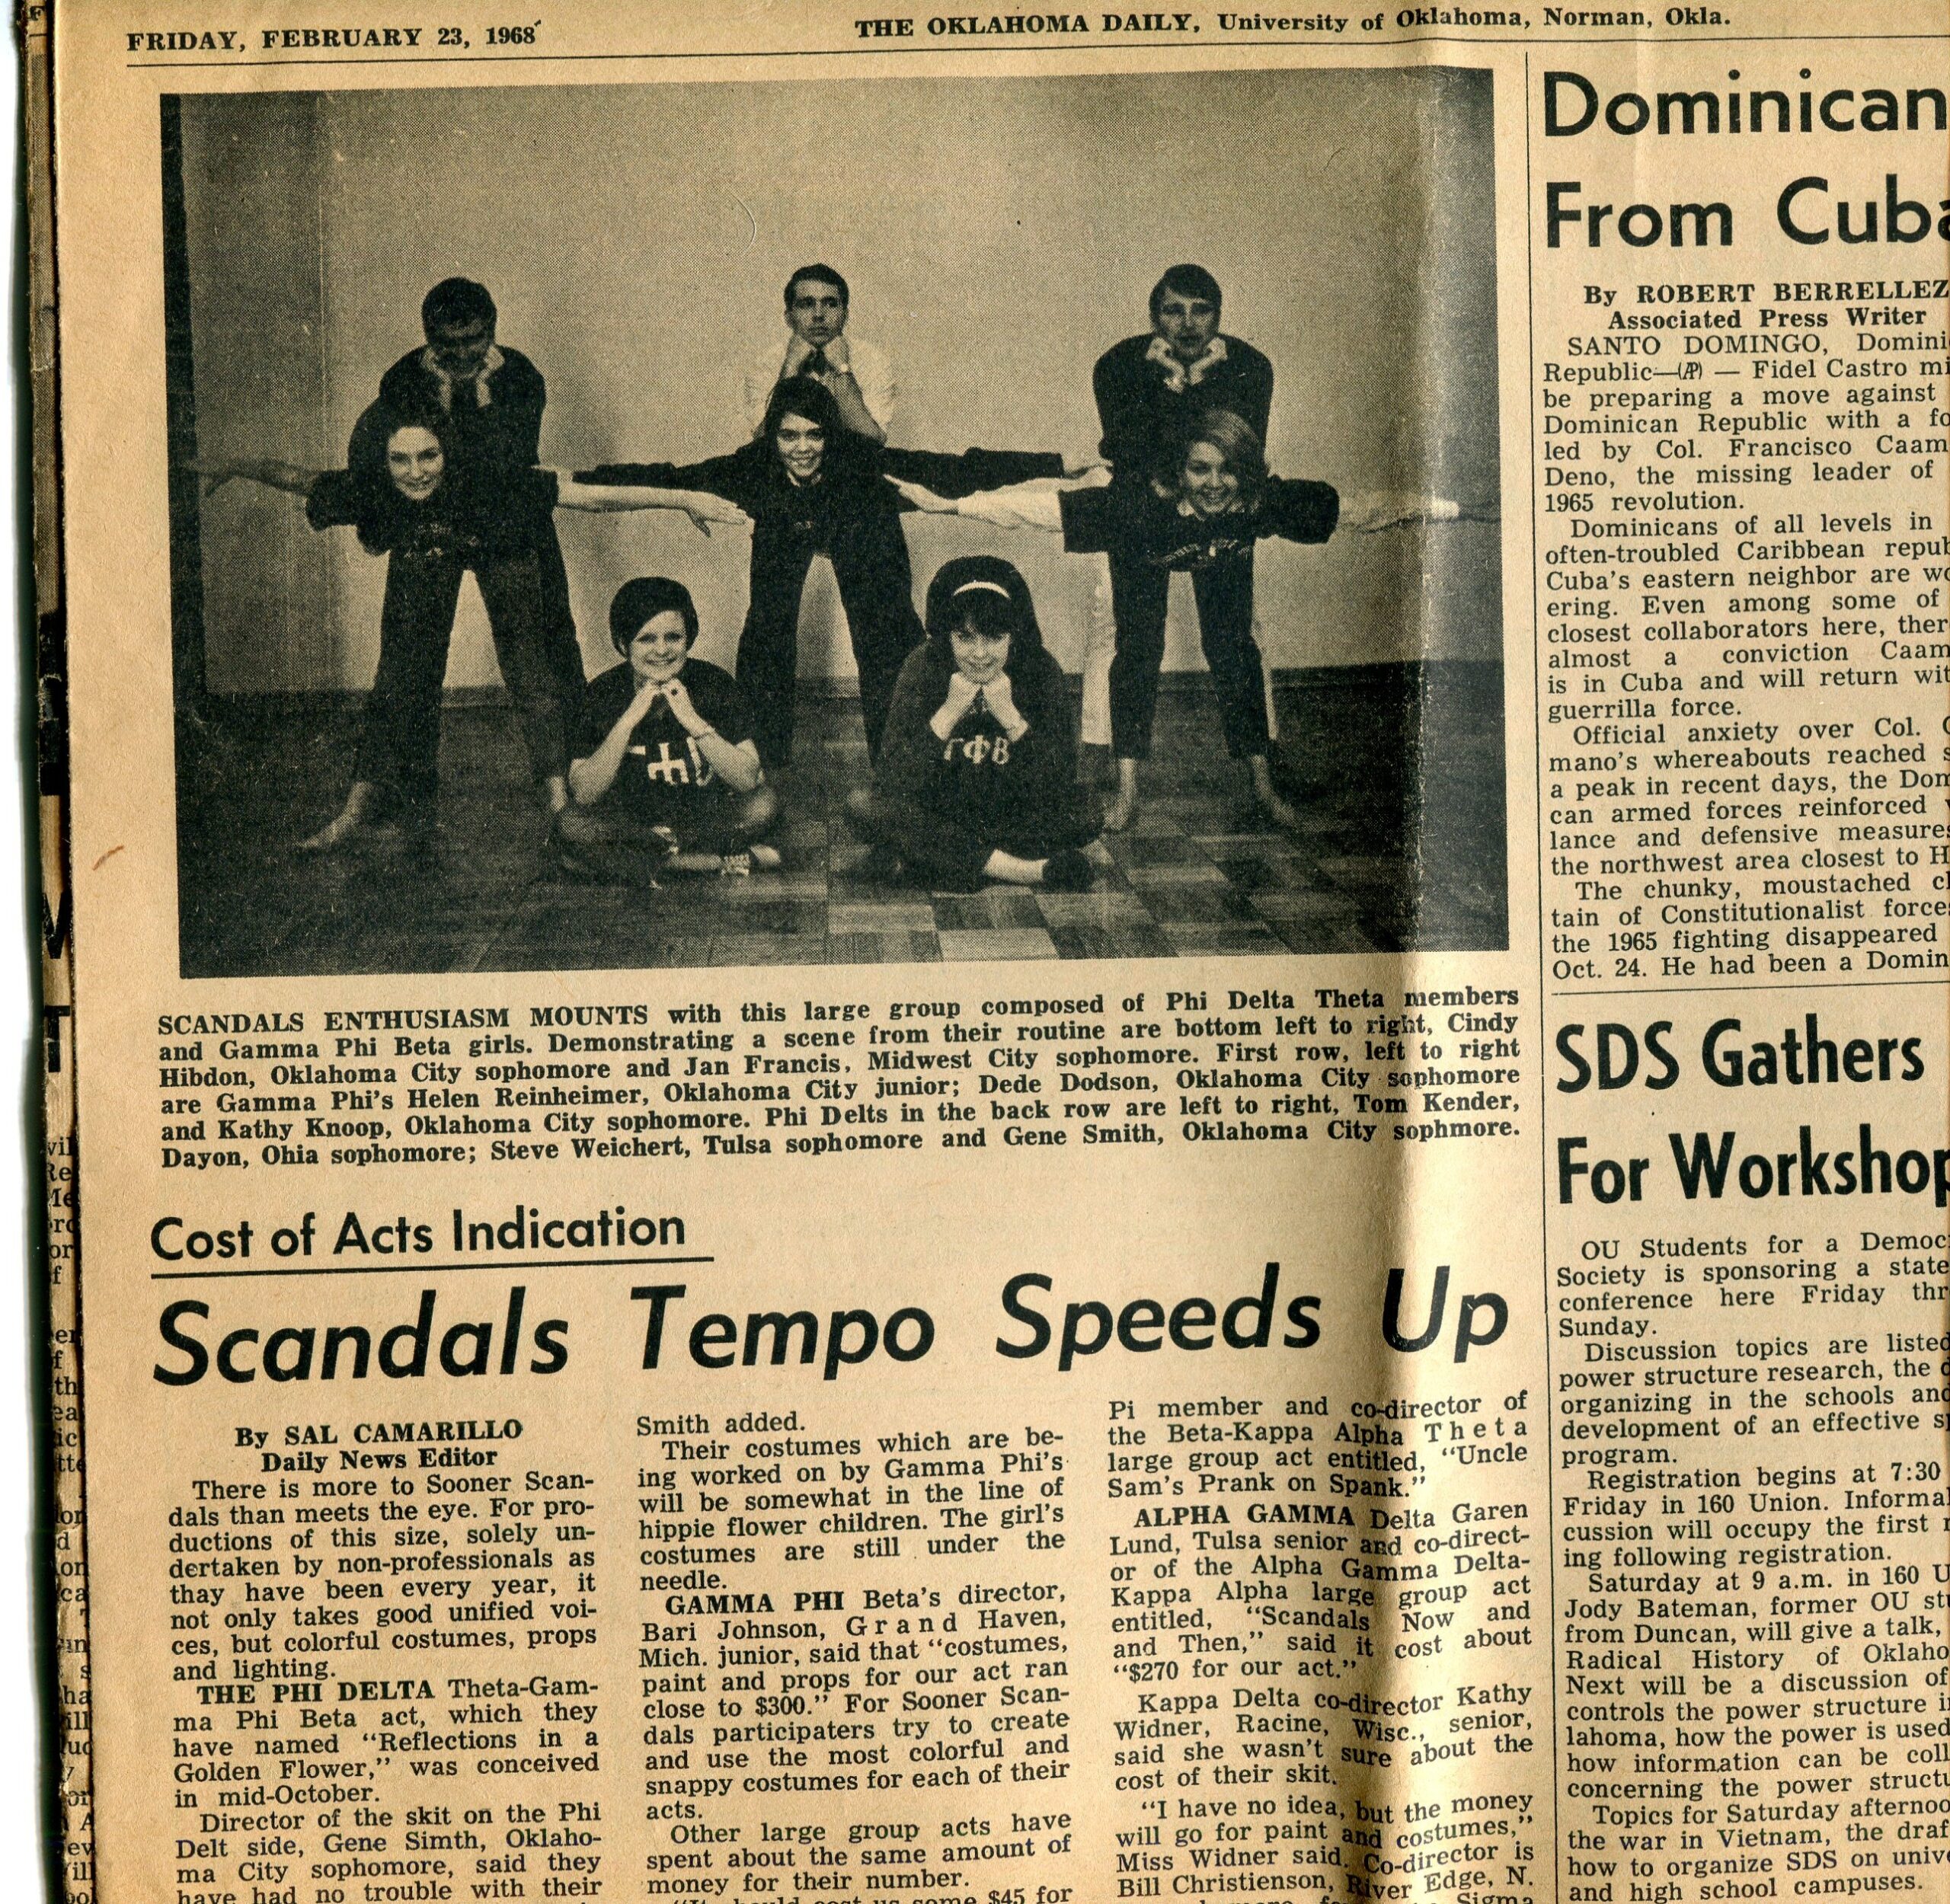 FRIDAY, FEBRUARY 23, 1968
THE OKLAHOMA DAILY, University of Oklahoma, Norman, Okla.
ΓΦΒ
SCANDALS ENTHUSIASM MOUNTS with this large group composed of Phi Delta Theta members
and Gamma Phi Beta girls. Demonstrating a scene from their routine are bottom left to right, Cindy
Hibdon, Oklahoma City sophomore and Jan Francis, Midwest City sophomore. First row, left to right
are Gamma Phi's Helen Reinheimer, Oklahoma City junior; Dede Dodson, Oklahoma City sophomore
and Kathy Knoop, Oklahoma City sophomore. Phi Delts in the back row are left to right, Tom Kender,
Dayon, Ohia sophomore; Steve Weichert, Tulsa sophomore and Gene Smith, Oklahoma City sophmore.
Cost of Acts Indication
Scandals Tempo Speeds Up
By SAL CAMARILLO
Daily News Editor
There is more to Sooner Scan-
dals than meets the eye. For pro-
ductions of this size, solely un-
dertaken by non-professionals as
thay have been every year, it
not only takes good unified voi-
ces, but colorful costumes, props
and lighting.
THE PHI DELTA Theta-Gam-
ma Phi Beta act, which they
have named "Reflections in a
Golden Flower," was conceived
in mid-October.
Director of the skit on the Phi
Delt side, Gene Simth, Oklaho-
ma City sophomore, said they
have had no trouble with their
Smith added.
Their costumes which are be-
ing worked on by Gamma Phi's
will be somewhat in the line of
hippie flower children. The girl's
costumes are still under the
needle.
GAMMA PHI Beta's director,
Bari Johnson, Grand Haven,
Mich. junior, said that "costumes,
paint and props for our act ran
close to $300." For Sooner Scan-
dals participaters try to create
and use the most colorful and
snappy costumes for each of their
acts.
Other large group acts have
spent about the same amount of
money for their number.
"It should cost us some $45 for
Pi member and co-director of
the Beta-Kappa Alpha Theta
large group act entitled, "Uncle
Sam's Prank on Spank."
ALPHA GAMMA Delta Garen
Lund, Tulsa senior and co-direct-
or of the Alpha Gamma Delta-
Kappa Alpha large group act
entitled, "Scandals Now and
and Then," said it cost about
"$270 for our act."
Kappa Delta co-director Kathy
Widner, Racine, Wisc., senior,
said she wasn't sure about the
cost of their skit.
"I have no idea, but the money
will go for paint and costumes,"
Miss Widner said. Co-director is
Bill Christienson, River Edge, N.
Sigma
Dominican
From Cuba
By ROBERT BERRELLEZ
Associated Press Writer
SANTO DOMINGO, Domini
Republic—(AP) — Fidel Castro mi
be preparing a move against
Dominican Republic with a fo
led by Col. Francisco Caam
Deno, the missing leader of
1965 revolution.
Dominicans of all levels in
often-troubled Caribbean repub
Cuba's eastern neighbor are wo
ering. Even among some of
closest collaborators here, ther
almost a conviction Caam
is in Cuba and will return wit
guerrilla force.
Official anxiety over Col. C
mano's whereabouts reached s
a peak in recent days, the Dom
can armed forces reinforced v
lance and defensive measures
the northwest area closest to H
The chunky, moustached ch
tain of Constitutionalist forces
the 1965 fighting disappeared
Oct. 24. He had been a Domin
SDS Gathers
For Workshop
OU Students for a Democ
Society is sponsoring a state
conference here Friday thr
Sunday.
Discussion topics are listed
power structure research, the d
organizing in the schools and
development of an effective sp
program.
Registration begins at 7:30
Friday in 160 Union. Informal
cussion will occupy the first m
ing following registration.
Saturday at 9 a.m. in 160 U
Jody Bateman, former OU stu
from Duncan, will give a talk,
Radical History of Oklaho
Next will be a discussion of
controls the power structure in
lahoma, how the power is used
how information can be coll
concerning the power structu
Topics for Saturday afternoo
the war in Vietnam, the draf
how to organize SDS on unive
and high school campuses.